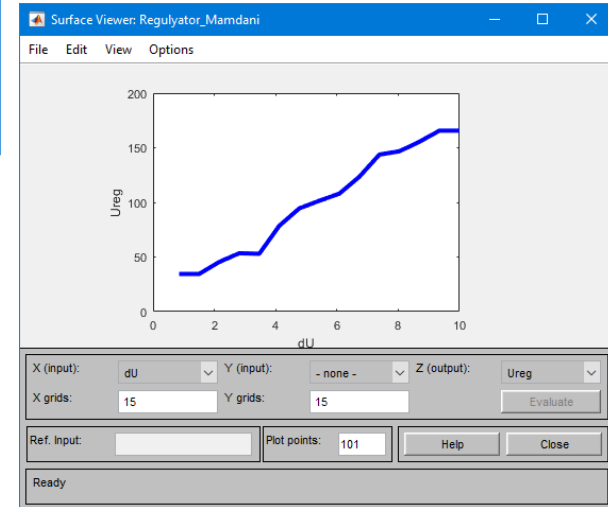 Surface Viewer: Regulyator_Mamdani
File Edit View Options
200
150
100
50
0
Ureg
0 2 4 6 8 10
dU
X (input): dU Y (input): - none - Z (output): Ureg
X grids: 15 Y grids: 15 Evaluate
Ref. Input: Plot points: 101 Help Close
Ready